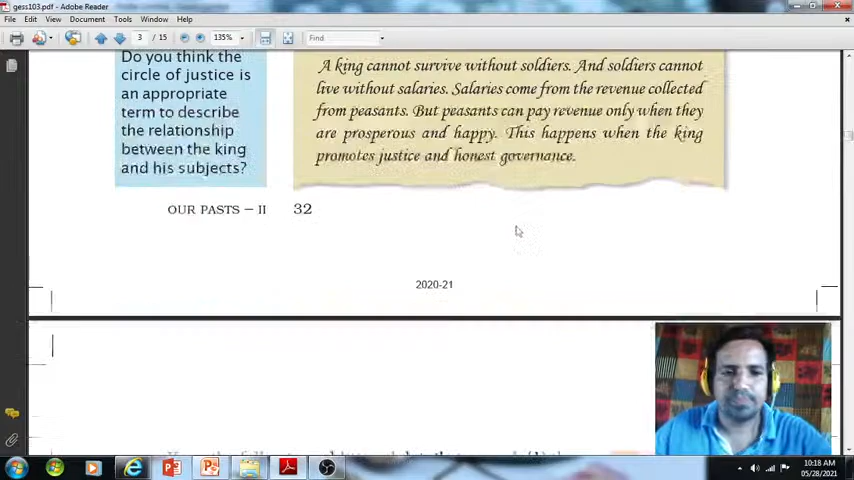 gess103.pdf - Adobe Reader
File Edit View Document Tools Window Help
3 / 15 135% Find
Do you think the
circle of justice is
an appropriate
term to describe
the relationship
between the king
and his subjects?
A king cannot survive without soldiers. And soldiers cannot
live without salaries. Salaries come from the revenue collected
from peasants. But peasants can pay revenue only when they
are prosperous and happy. This happens when the king
promotes justice and honest governance.
OUR PASTS – II 32
2020-21
10:18 AM
05/28/2021